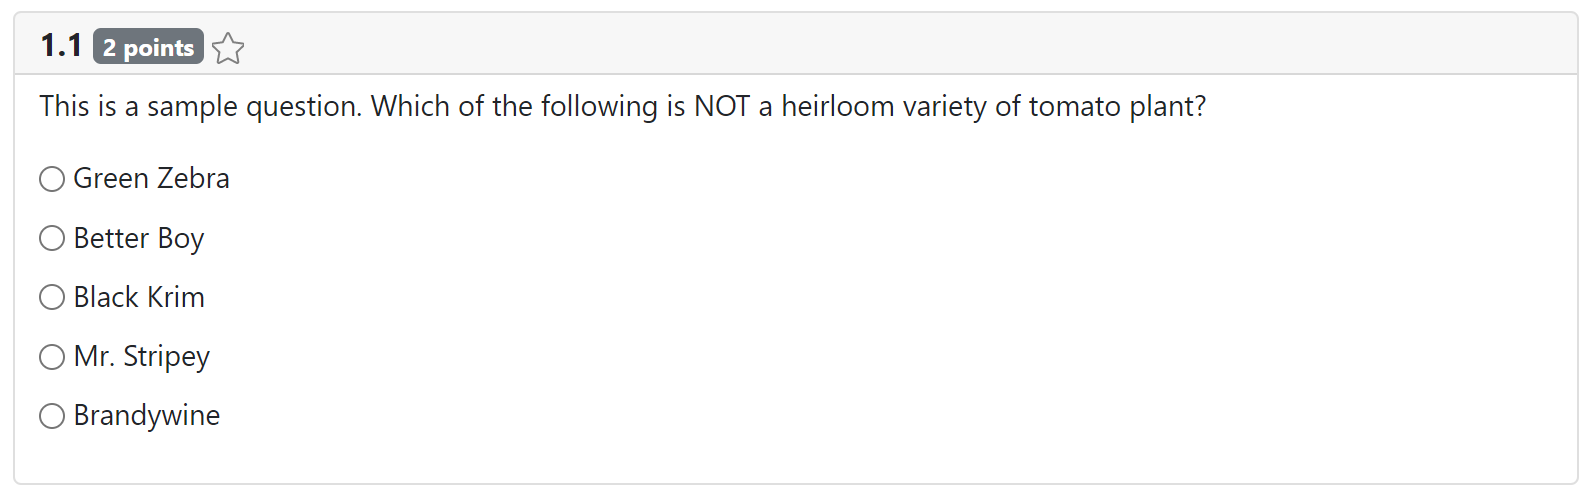 1.1 2 points
This is a sample question. Which of the following is NOT a heirloom variety of tomato plant?
Green Zebra
Better Boy
Black Krim
Mr. Stripey
Brandywine